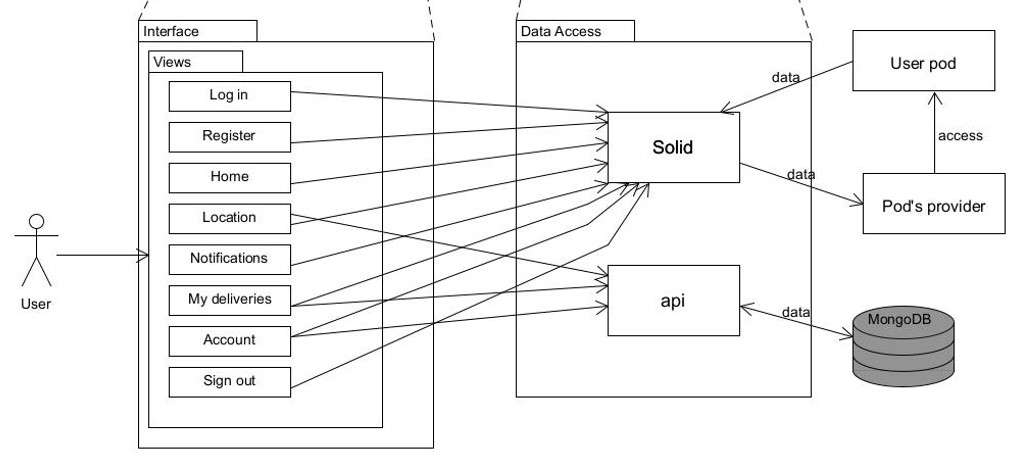 Interface
Views
Log in
Register
Home
Location
Notifications
My deliveries
Account
Sign out
User
Data Access
Solid
api
data
User pod
access
data
Pod's provider
data
MongoDB